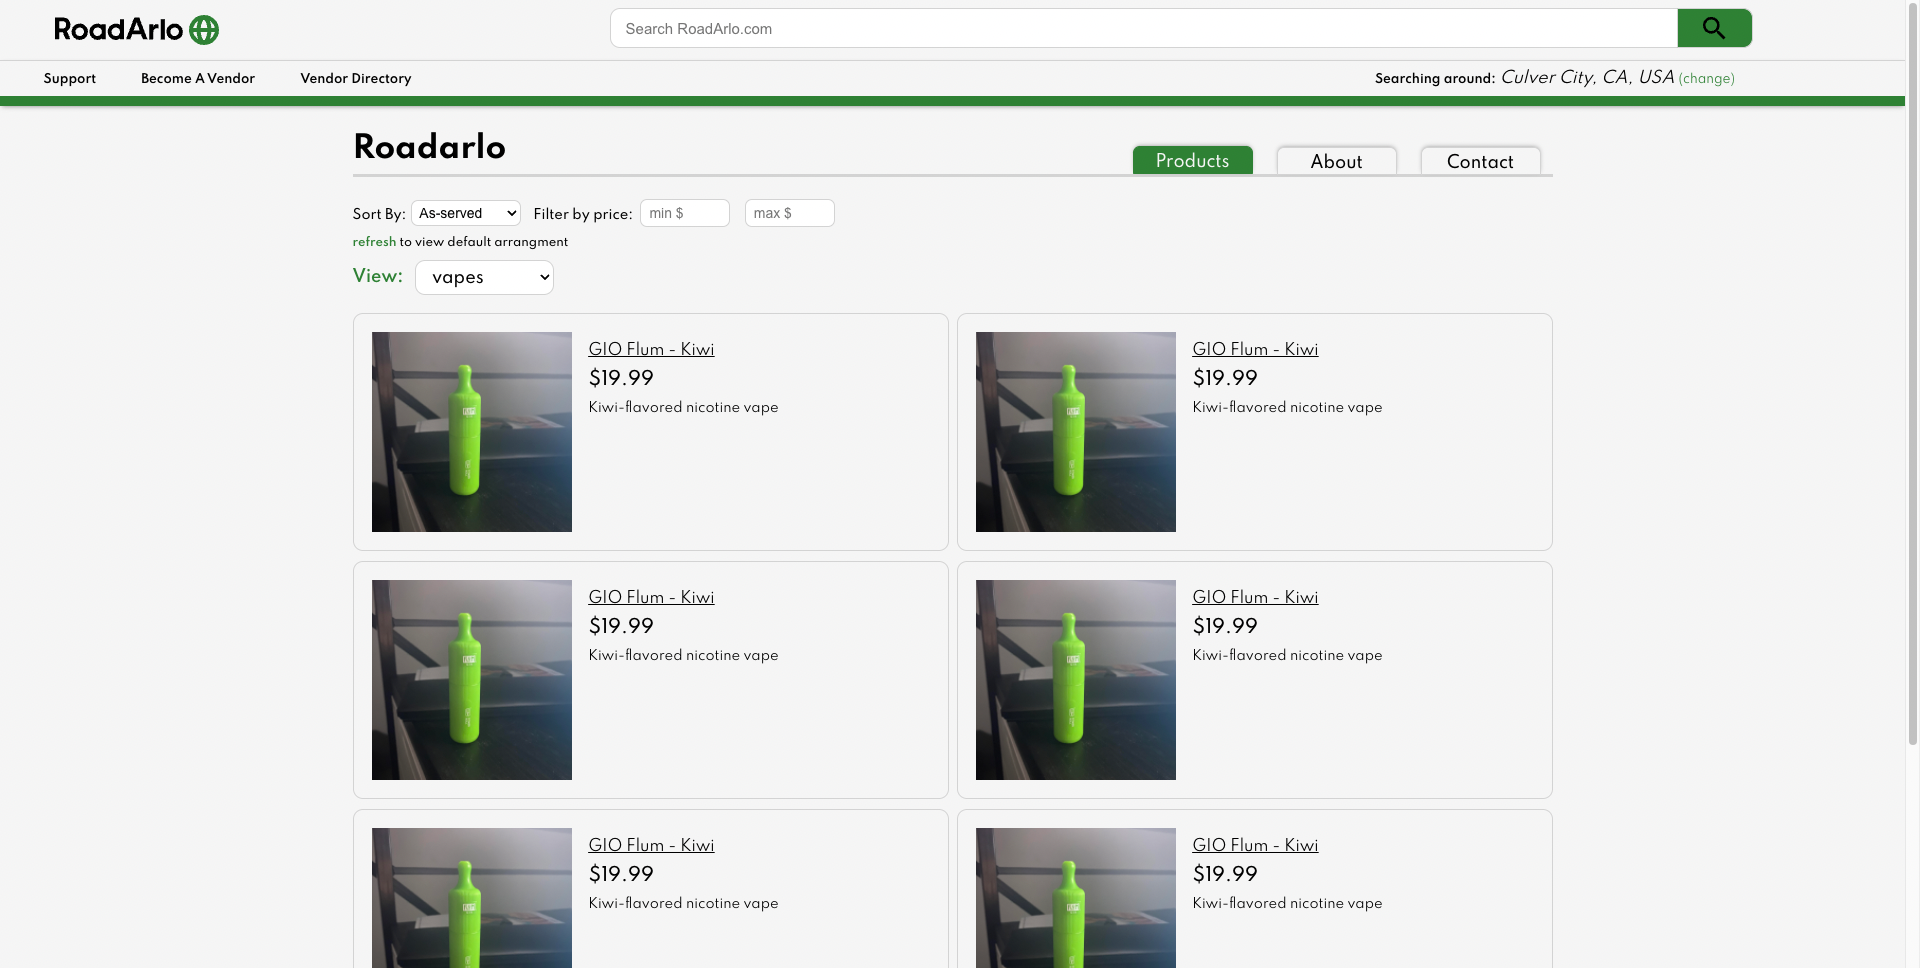 RoadArlo
Search RoadArlo.com
Support Become A Vendor Vendor Directory
Searching around: Culver City, CA, USA (change)
Roadarlo
Products About Contact
Sort By: As-served Filter by price: min $ max $
refresh to view default arrangment
View: vapes
GIO Flum - Kiwi
$19.99
Kiwi-flavored nicotine vape
GIO Flum - Kiwi
$19.99
Kiwi-flavored nicotine vape
GIO Flum - Kiwi
$19.99
Kiwi-flavored nicotine vape
GIO Flum - Kiwi
$19.99
Kiwi-flavored nicotine vape
GIO Flum - Kiwi
$19.99
Kiwi-flavored nicotine vape
GIO Flum - Kiwi
$19.99
Kiwi-flavored nicotine vape